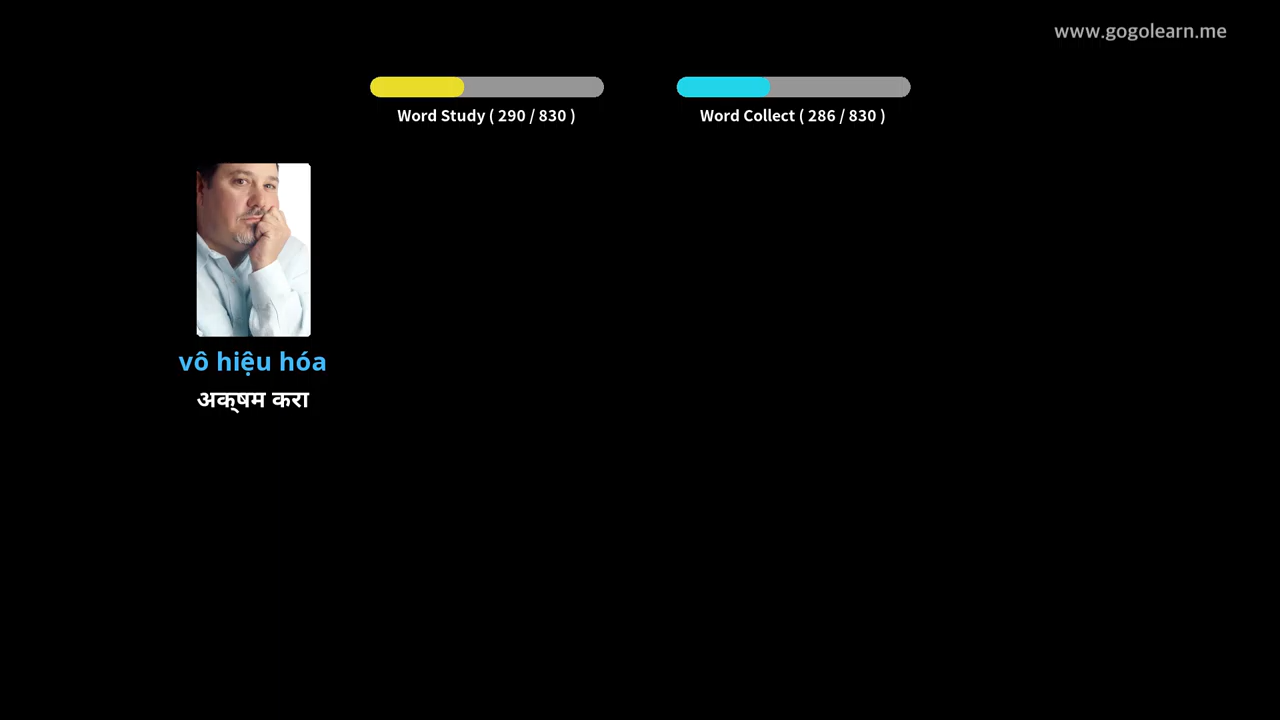 www.gogolearn.me
Word Study ( 290 / 830 )
Word Collect ( 286 / 830 )
vô hiệu hóa
अक्षम करा